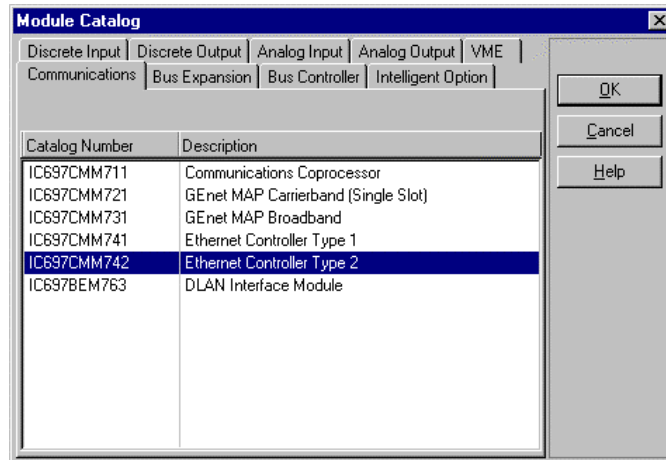 Module Catalog
Discrete Input Discrete Output Analog Input Analog Output VME
Communications Bus Expansion Bus Controller Intelligent Option
OK
Cancel
Help
Catalog Number Description
IC697CMM711 Communications Coprocessor
IC697CMM721 GEnet MAP Carrierband (Single Slot)
IC697CMM731 GEnet MAP Broadband
IC697CMM741 Ethernet Controller Type 1
IC697CMM742 Ethernet Controller Type 2
IC697BEM763 DLAN Interface Module